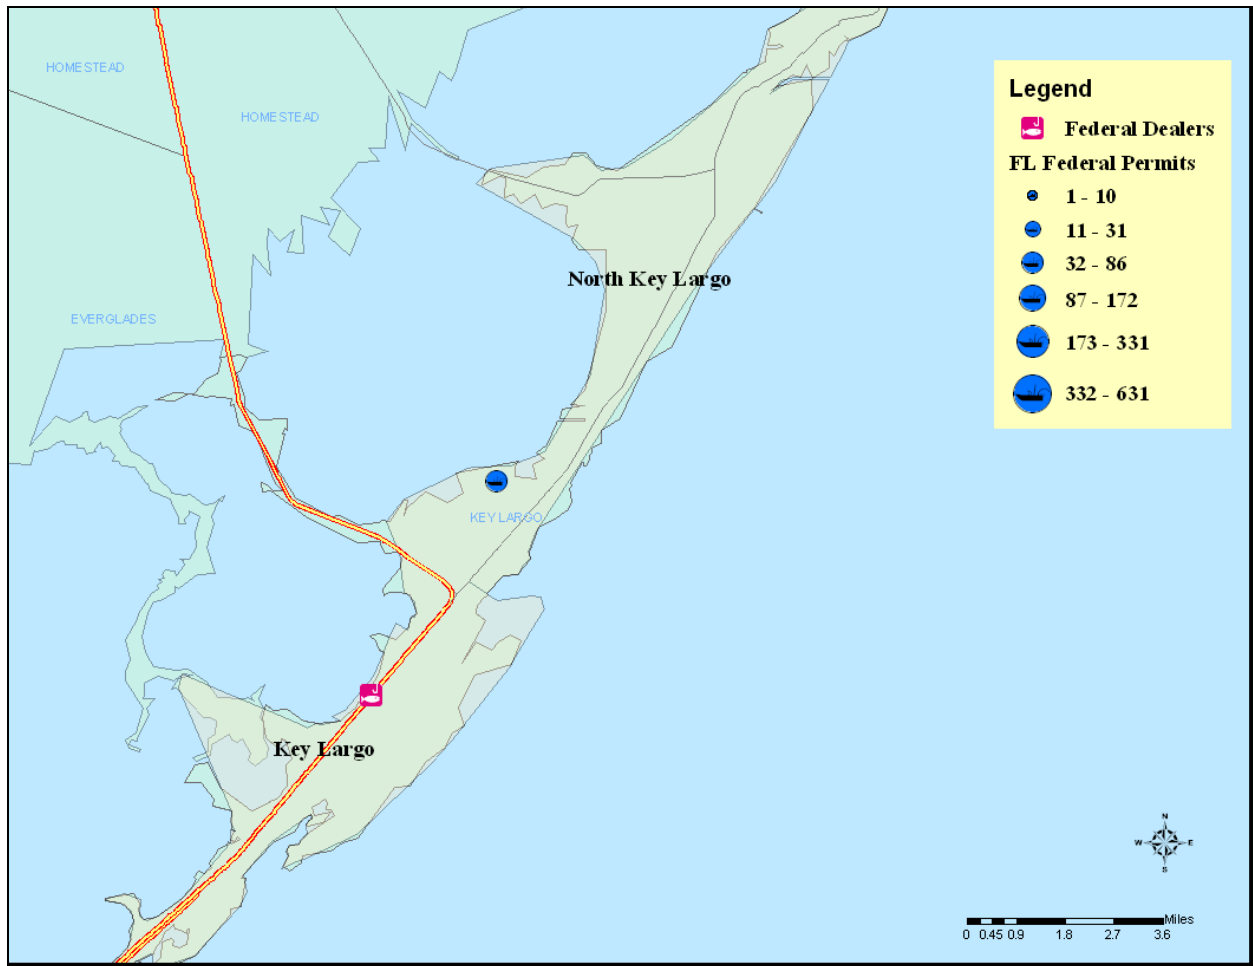 HOMESTEAD
HOMESTEAD
EVERGLADES
North Key Largo
KEY LARGO
Key Largo
Legend
Federal Dealers
FL Federal Permits
1 - 10
11 - 31
32 - 86
87 - 172
173 - 331
332 - 631
N
W E
S
Miles
0 0.45 0.9 1.8 2.7 3.6